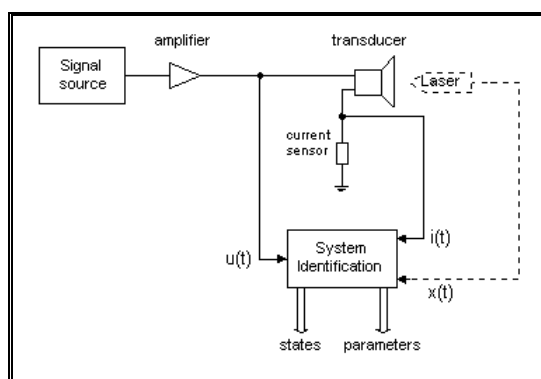 amplifier
transducer
Signal
source
Laser
current
sensor
i(t)
System
Identification
u(t)
x(t)
states
parameters